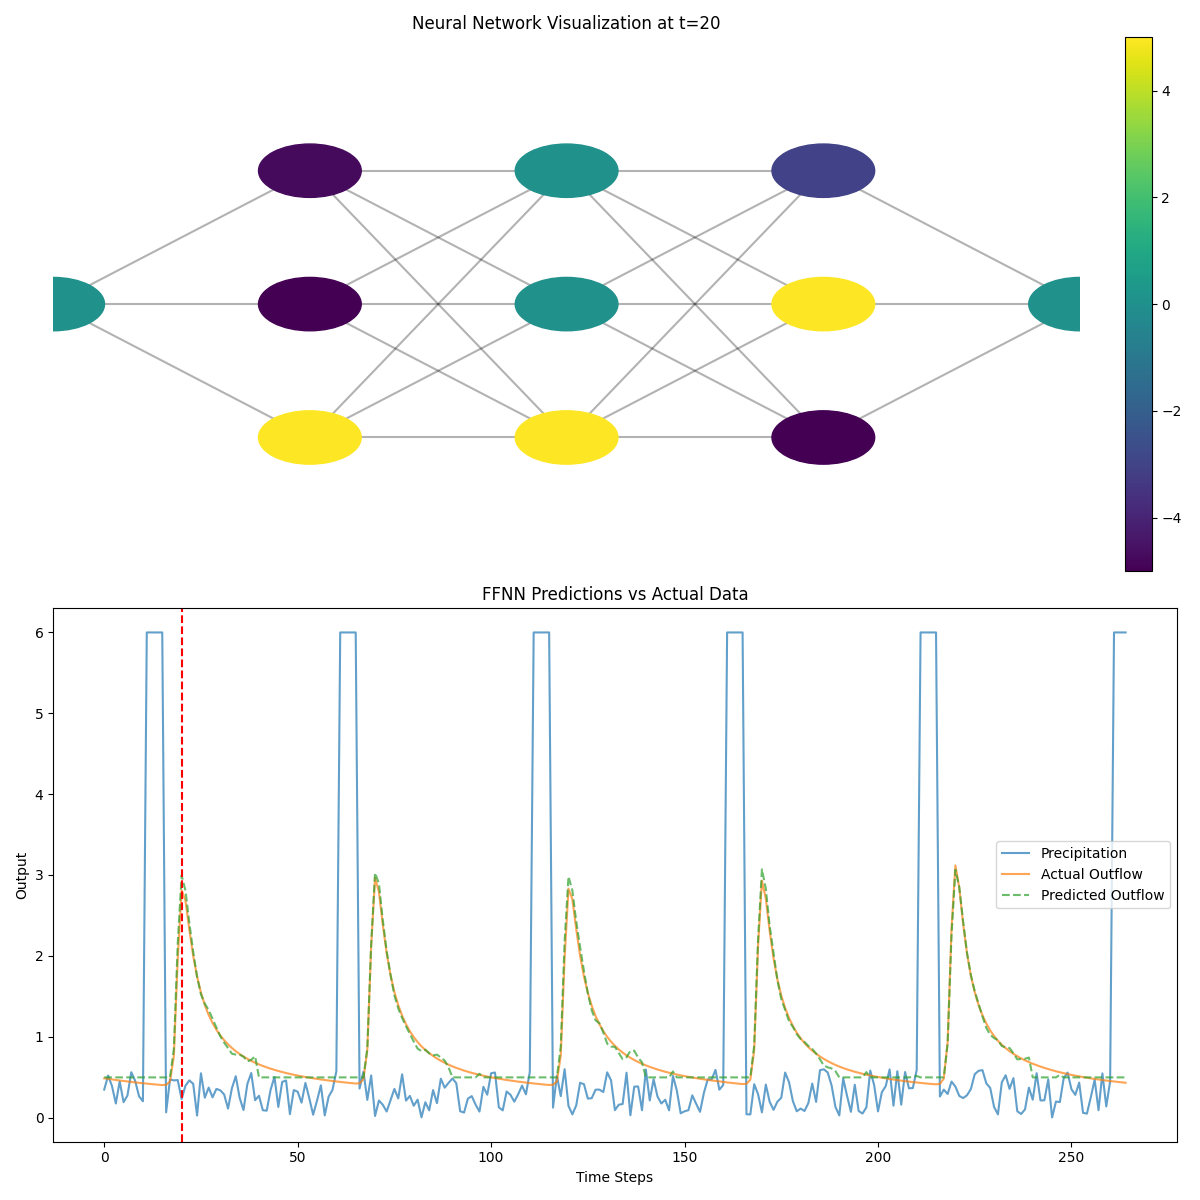 Neural Network Visualization at t=20
4
2
0
−2
−4
FFNN Predictions vs Actual Data
6
5
4
3
2
1
0
Output
Precipitation
Actual Outflow
Predicted Outflow
0 50 100 150 200 250
Time Steps